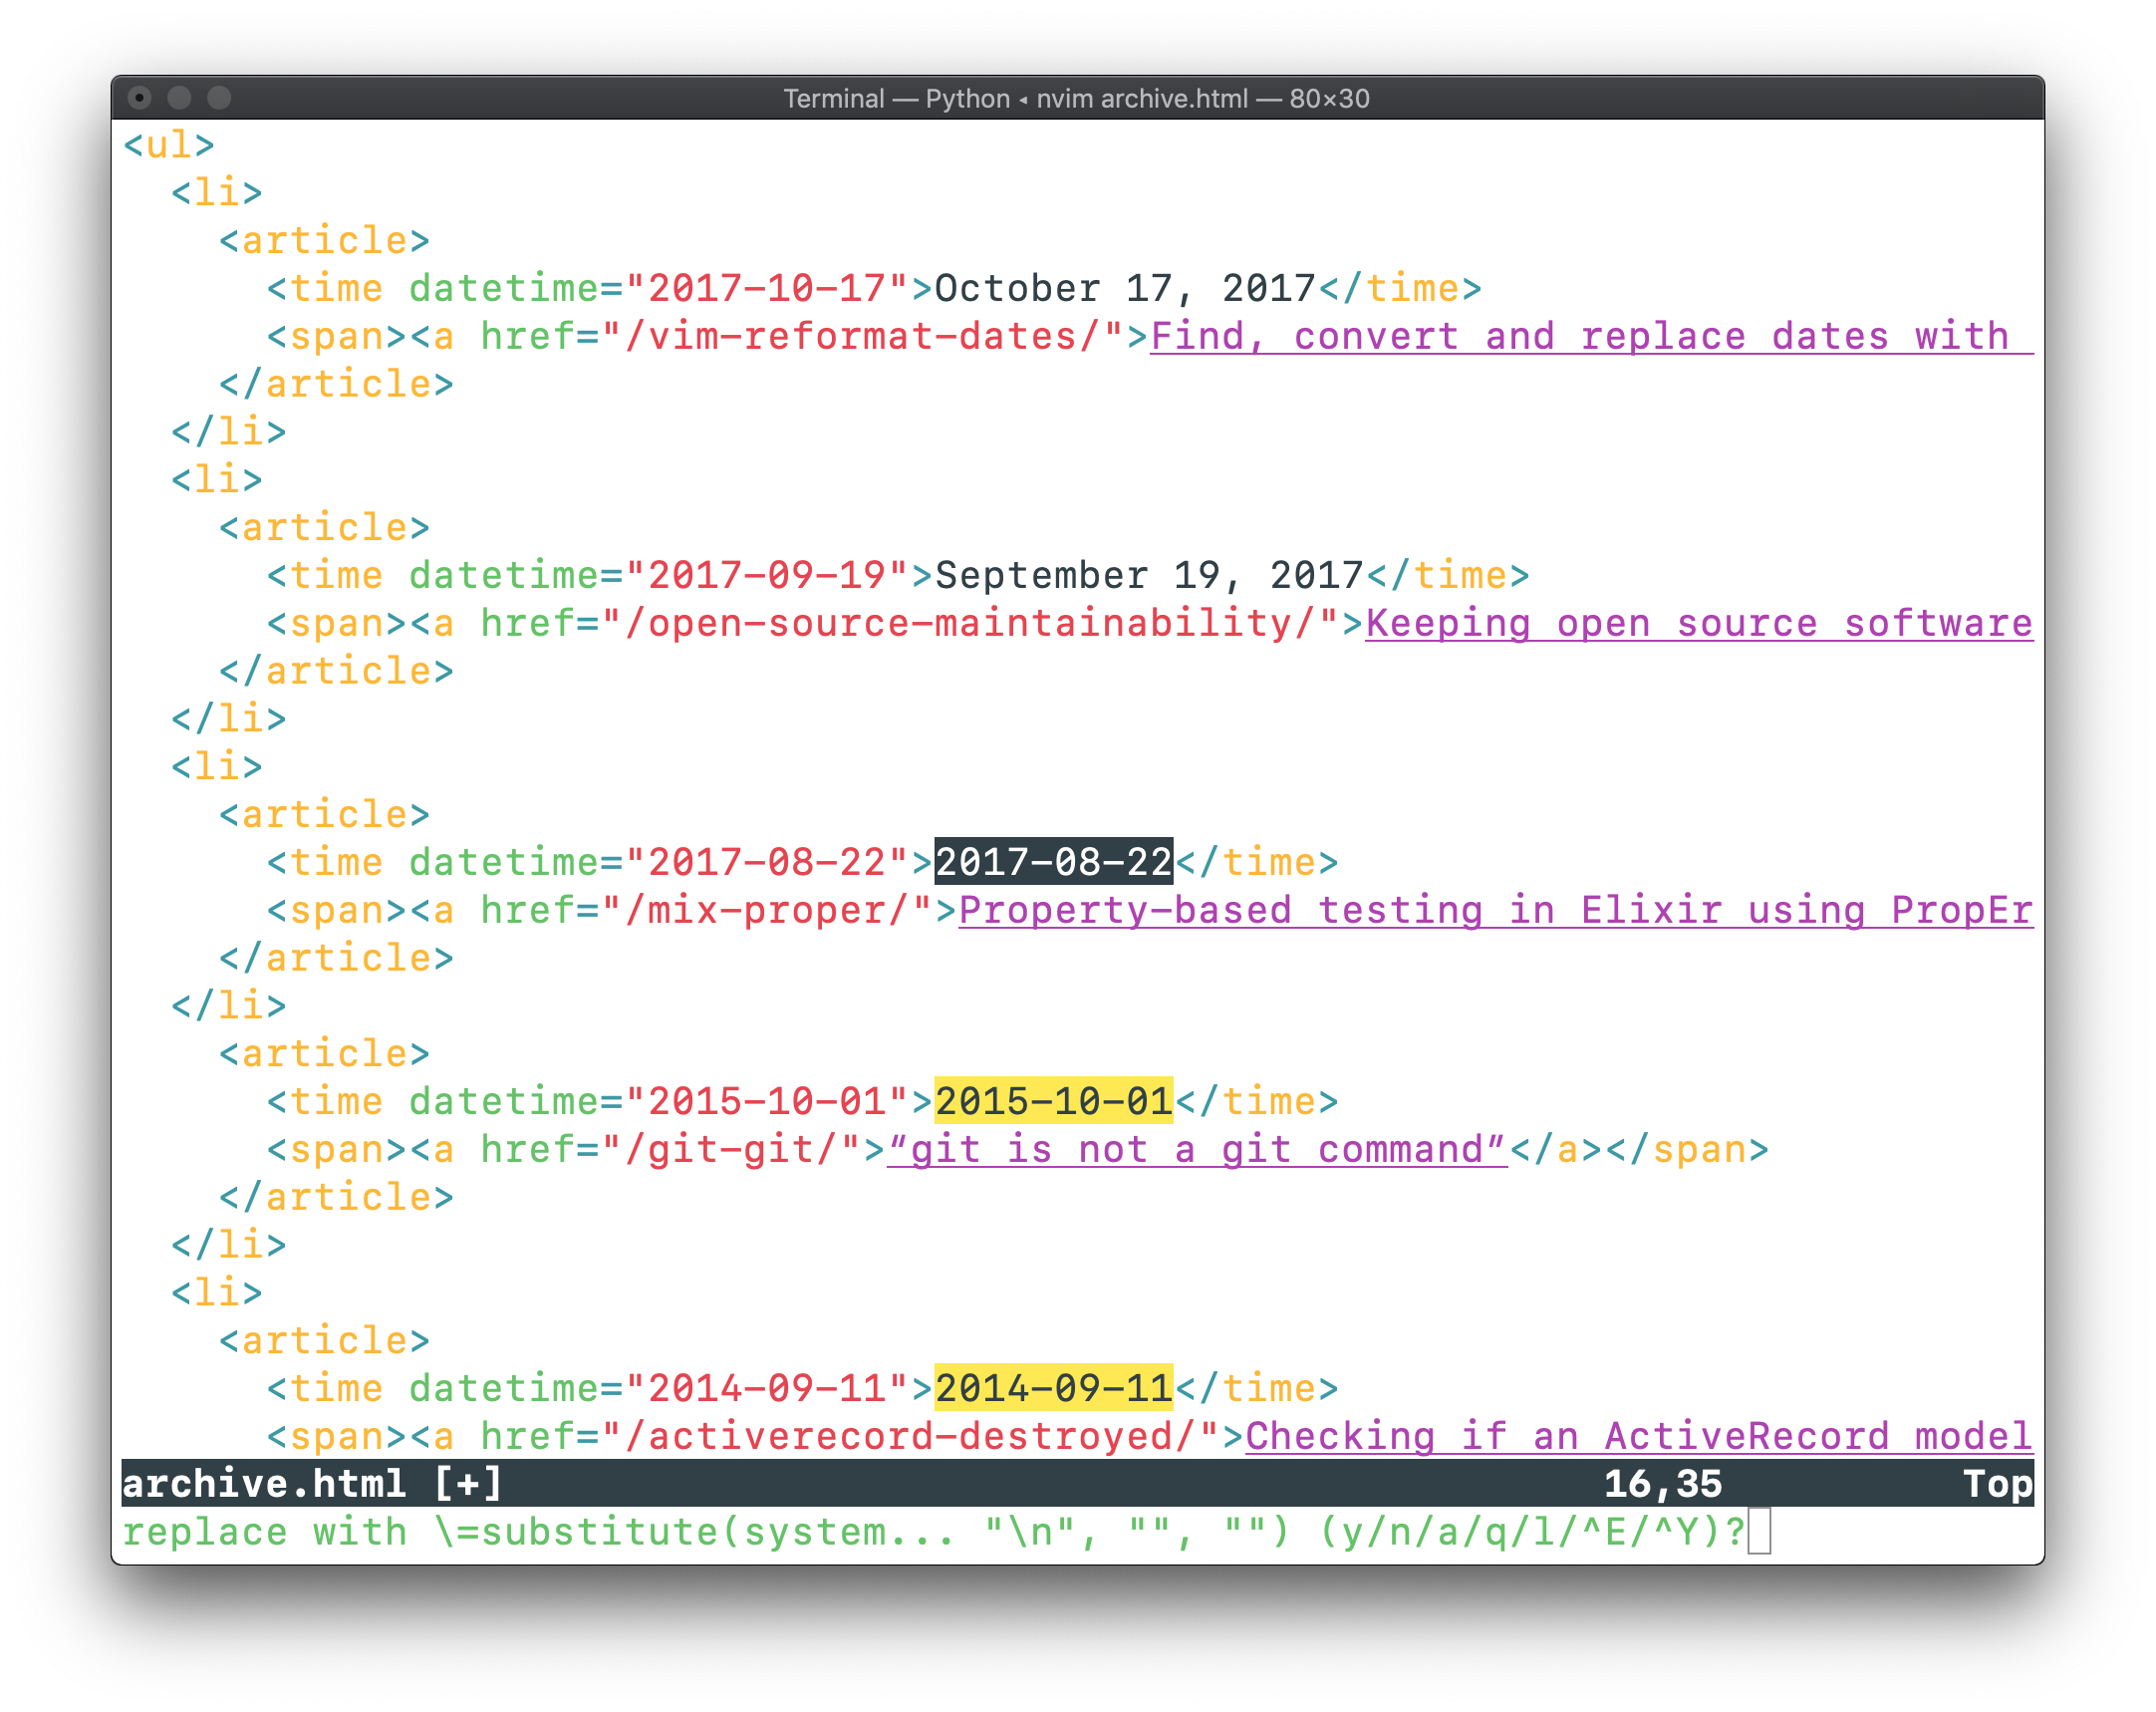 Terminal — Python ◂ nvim archive.html — 80×30
<ul>
  <li>
    <article>
      <time datetime="2017-10-17">October 17, 2017</time>
      <span><a href="/vim-reformat-dates/">Find, convert and replace dates with
    </article>
  </li>
  <li>
    <article>
      <time datetime="2017-09-19">September 19, 2017</time>
      <span><a href="/open-source-maintainability/">Keeping open source software
    </article>
  </li>
  <li>
    <article>
      <time datetime="2017-08-22">2017-08-22</time>
      <span><a href="/mix-proper/">Property-based testing in Elixir using PropEr
    </article>
  </li>
    <article>
      <time datetime="2015-10-01">2015-10-01</time>
      <span><a href="/git-git/">“git is not a git command”</a></span>
    </article>
  </li>
  <li>
    <article>
      <time datetime="2014-09-11">2014-09-11</time>
      <span><a href="/activerecord-destroyed/">Checking if an ActiveRecord model
archive.html [+] 16,35 Top
replace with \=substitute(system... "\n", "", "") (y/n/a/q/l/^E/^Y)?